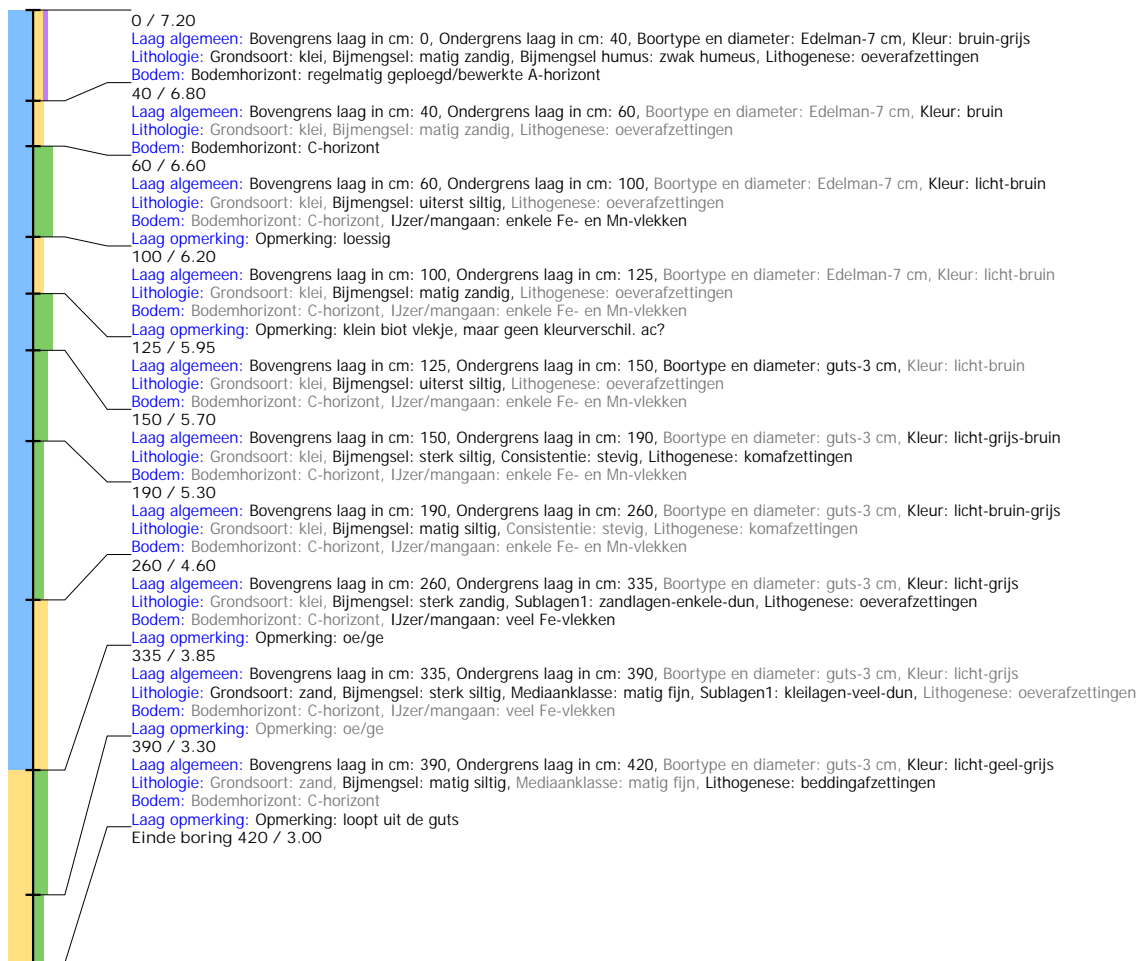 0 / 7.20
Laag algemeen: Bovengrens laag in cm: 0, Ondergrens laag in cm: 40, Boortype en diameter: Edelman-7 cm, Kleur: bruin-grijs
Lithologie: Grondsoort: klei, Bijmengsel: matig zandig, Bijmengsel humus: zwak humeus, Lithogenese: oeverafzettingen
Bodem: Bodemhorizont: regelmatig geploegd/bewerkte A-horizont
40 / 6.80
Laag algemeen: Bovengrens laag in cm: 40, Ondergrens laag in cm: 60, Boortype en diameter: Edelman-7 cm, Kleur: bruin
Lithologie: Grondsoort: klei, Bijmengsel: matig zandig, Lithogenese: oeverafzettingen
Bodem: Bodemhorizont: C-horizont
60 / 6.60
Laag algemeen: Bovengrens laag in cm: 60, Ondergrens laag in cm: 100, Boortype en diameter: Edelman-7 cm, Kleur: licht-bruin
Lithologie: Grondsoort: klei, Bijmengsel: uiterst siltig, Lithogenese: oeverafzettingen
Bodem: Bodemhorizont: C-horizont, IJzer/mangaan: enkele Fe- en Mn-vlekken
Laag opmerking: Opmerking: loessig
100 / 6.20
Laag algemeen: Bovengrens laag in cm: 100, Ondergrens laag in cm: 125, Boortype en diameter: Edelman-7 cm, Kleur: licht-bruin
Lithologie: Grondsoort: klei, Bijmengsel: matig zandig, Lithogenese: oeverafzettingen
Bodem: Bodemhorizont: C-horizont, IJzer/mangaan: enkele Fe- en Mn-vlekken
Laag opmerking: Opmerking: klein biot vlekje, maar geen kleurverschil. ac?
125 / 5.95
Laag algemeen: Bovengrens laag in cm: 125, Ondergrens laag in cm: 150, Boortype en diameter: guts-3 cm, Kleur: licht-bruin
Lithologie: Grondsoort: klei, Bijmengsel: uiterst siltig, Lithogenese: oeverafzettingen
Bodem: Bodemhorizont: C-horizont, IJzer/mangaan: enkele Fe- en Mn-vlekken
150 / 5.70
Laag algemeen: Bovengrens laag in cm: 150, Ondergrens laag in cm: 190, Boortype en diameter: guts-3 cm, Kleur: licht-grijs-bruin
Lithologie: Grondsoort: klei, Bijmengsel: sterk siltig, Consistentie: stevig, Lithogenese: komafzettingen
Bodem: Bodemhorizont: C-horizont, IJzer/mangaan: enkele Fe- en Mn-vlekken
190 / 5.30
Laag algemeen: Bovengrens laag in cm: 190, Ondergrens laag in cm: 260, Boortype en diameter: guts-3 cm, Kleur: licht-bruin-grijs
Lithologie: Grondsoort: klei, Bijmengsel: matig siltig, Consistentie: stevig, Lithogenese: komafzettingen
Bodem: Bodemhorizont: C-horizont, IJzer/mangaan: enkele Fe- en Mn-vlekken
260 / 4.60
Laag algemeen: Bovengrens laag in cm: 260, Ondergrens laag in cm: 335, Boortype en diameter: guts-3 cm, Kleur: licht-grijs
Lithologie: Grondsoort: klei, Bijmengsel: sterk zandig, Sublagen1: zandlagen-enkele-dun, Lithogenese: oeverafzettingen
Bodem: Bodemhorizont: C-horizont, IJzer/mangaan: veel Fe-vlekken
Laag opmerking: Opmerking: oe/ge
335 / 3.85
Laag algemeen: Bovengrens laag in cm: 335, Ondergrens laag in cm: 390, Boortype en diameter: guts-3 cm, Kleur: licht-grijs
Lithologie: Grondsoort: zand, Bijmengsel: sterk siltig, Mediaanklasse: matig fijn, Sublagen1: kleilagen-veel-dun, Lithogenese: oeverafzettingen
Bodem: Bodemhorizont: C-horizont, IJzer/mangaan: veel Fe-vlekken
Laag opmerking: Opmerking: oe/ge
390 / 3.30
Laag algemeen: Bovengrens laag in cm: 390, Ondergrens laag in cm: 420, Boortype en diameter: guts-3 cm, Kleur: licht-geel-grijs
Lithologie: Grondsoort: zand, Bijmengsel: matig siltig, Mediaanklasse: matig fijn, Lithogenese: beddingafzettingen
Bodem: Bodemhorizont: C-horizont
Laag opmerking: Opmerking: loopt uit de guts
Einde boring 420 / 3.00